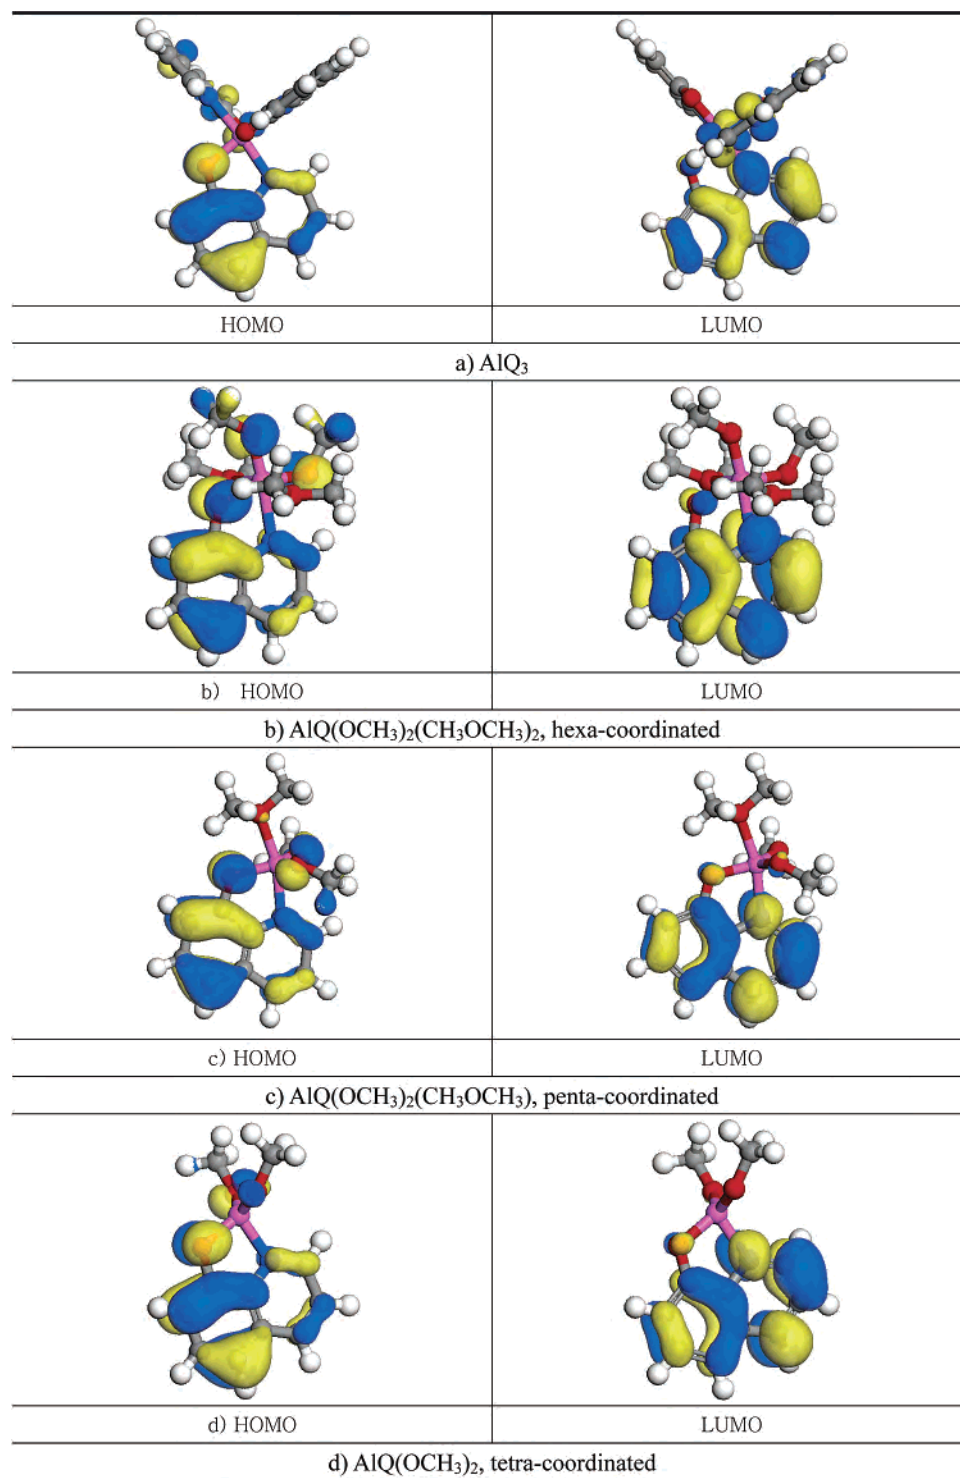 HOMO LUMO
a) AlQ₃
b) HOMO LUMO
b) AlQ(OCH₃)₂(CH₃OCH₃)₂, hexa-coordinated
c) HOMO LUMO
c) AlQ(OCH₃)₂(CH₃OCH₃), penta-coordinated
d) HOMO LUMO
d) AlQ(OCH₃)₂, tetra-coordinated